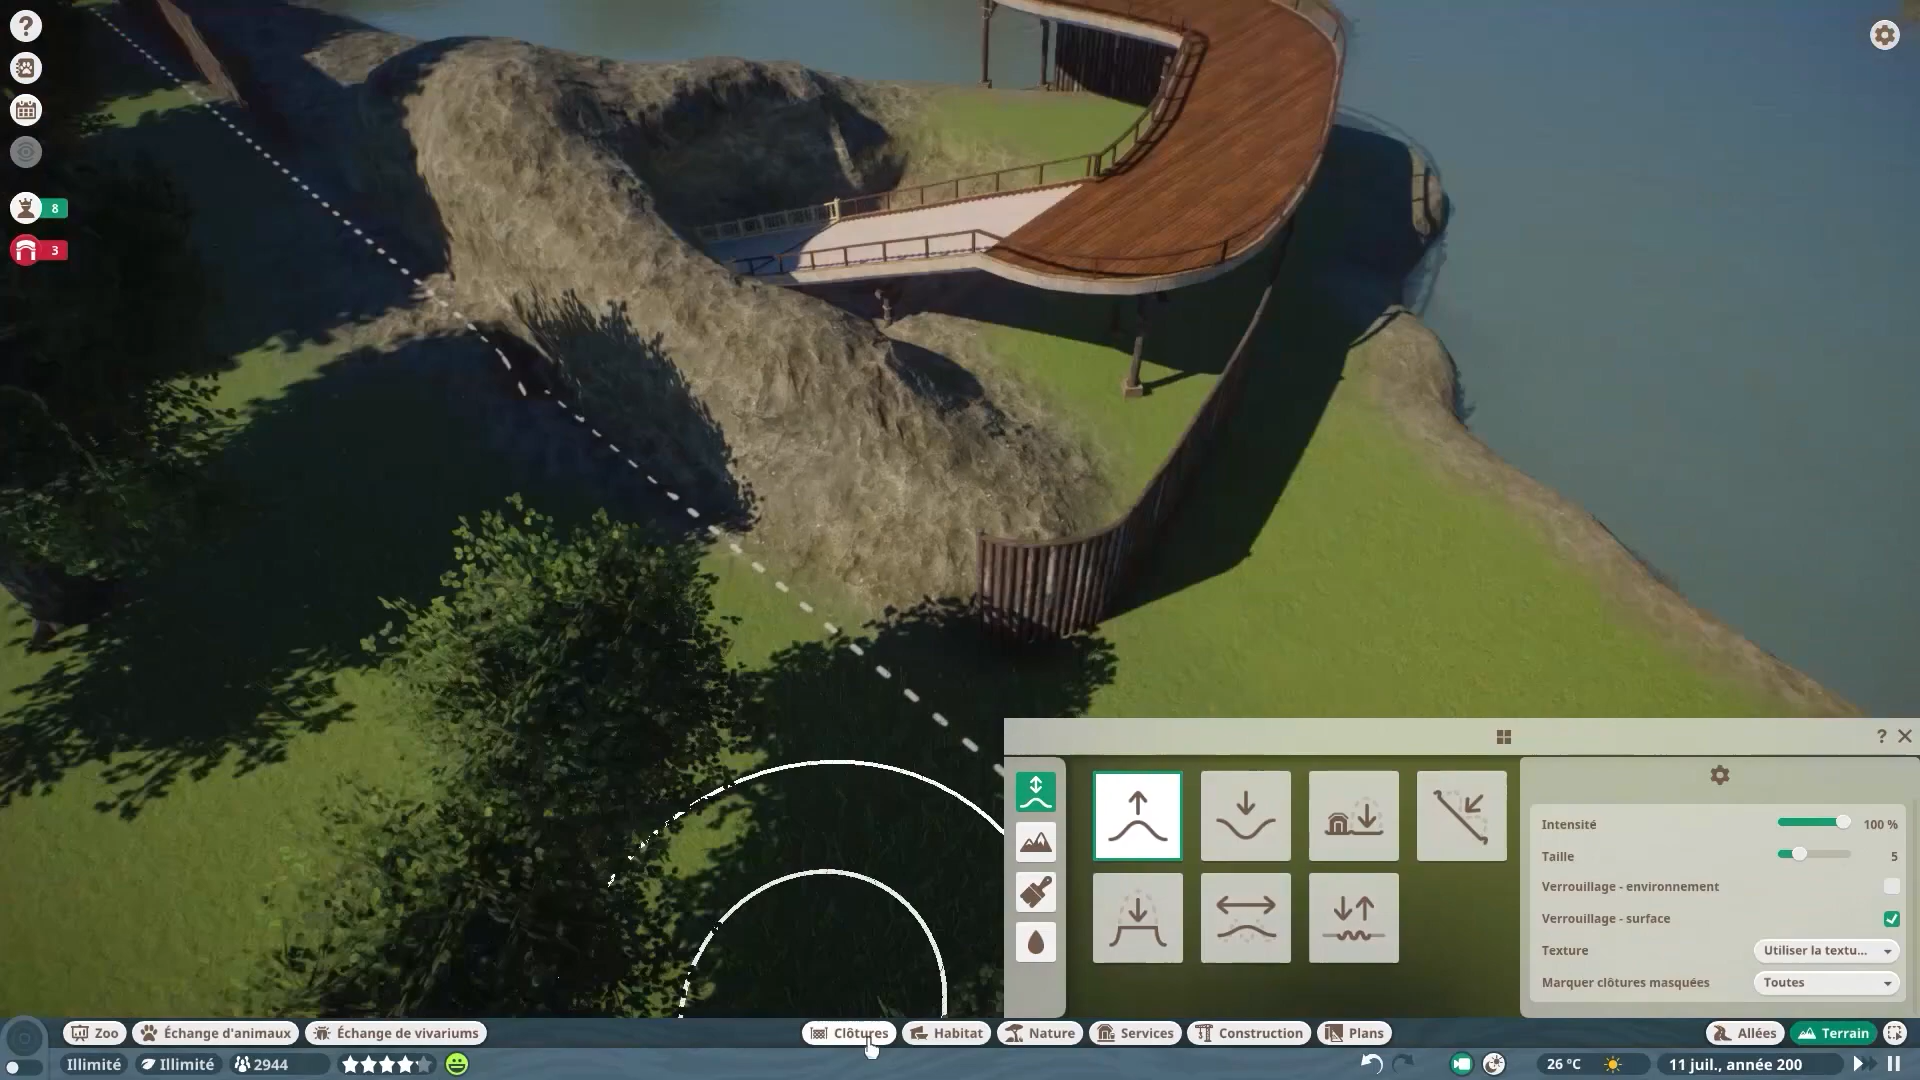 ?
8
3
?
Intensité 100 %
Taille 5
Verrouillage - environnement
Verrouillage - surface
Texture Utiliser la textu...
Marquer clôtures masquées Toutes
Zoo Échange d'animaux Échange de vivariums Clôtures Habitat Nature Services Construction Plans Allées Terrain
Illimité Illimité 2944 26 °C 11 juil., année 200